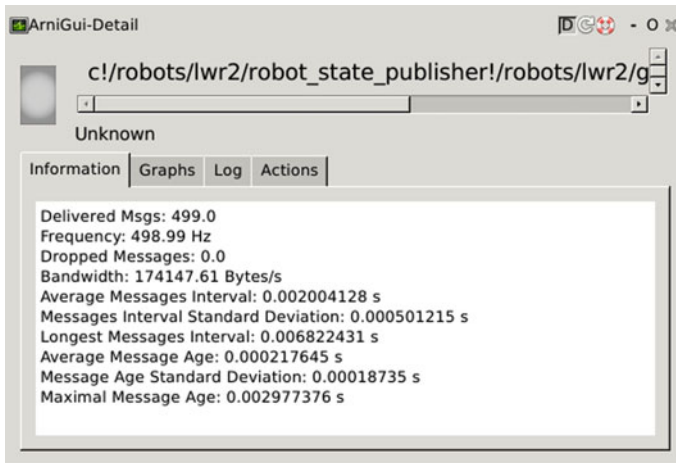 ArniGui-Detail
D - O
c!/robots/lwr2/robot_state_publisher!/robots/lwr2/g
Unknown
Information Graphs Log Actions
Delivered Msgs: 499.0
Frequency: 498.99 Hz
Dropped Messages: 0.0
Bandwidth: 174147.61 Bytes/s
Average Messages Interval: 0.002004128 s
Messages Interval Standard Deviation: 0.000501215 s
Longest Messages Interval: 0.006822431 s
Average Message Age: 0.000217645 s
Message Age Standard Deviation: 0.00018735 s
Maximal Message Age: 0.002977376 s